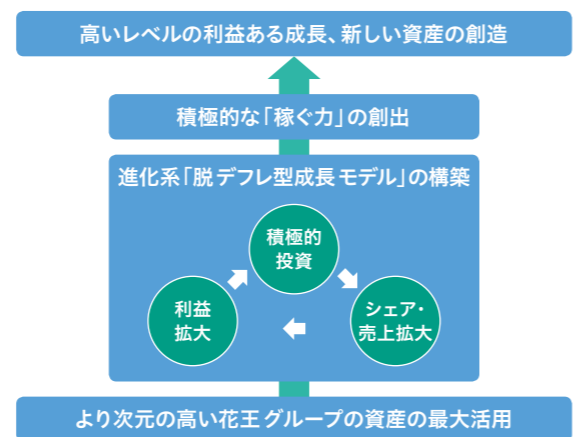 高いレベルの利益ある成長、新しい資産の創造
積極的な「稼ぐ力」の創出
進化系「脱デフレ型成長モデル」の構築
積極的
投資
利益
拡大
シェア・
売上拡大
より次元の高い花王グループの資産の最大活用